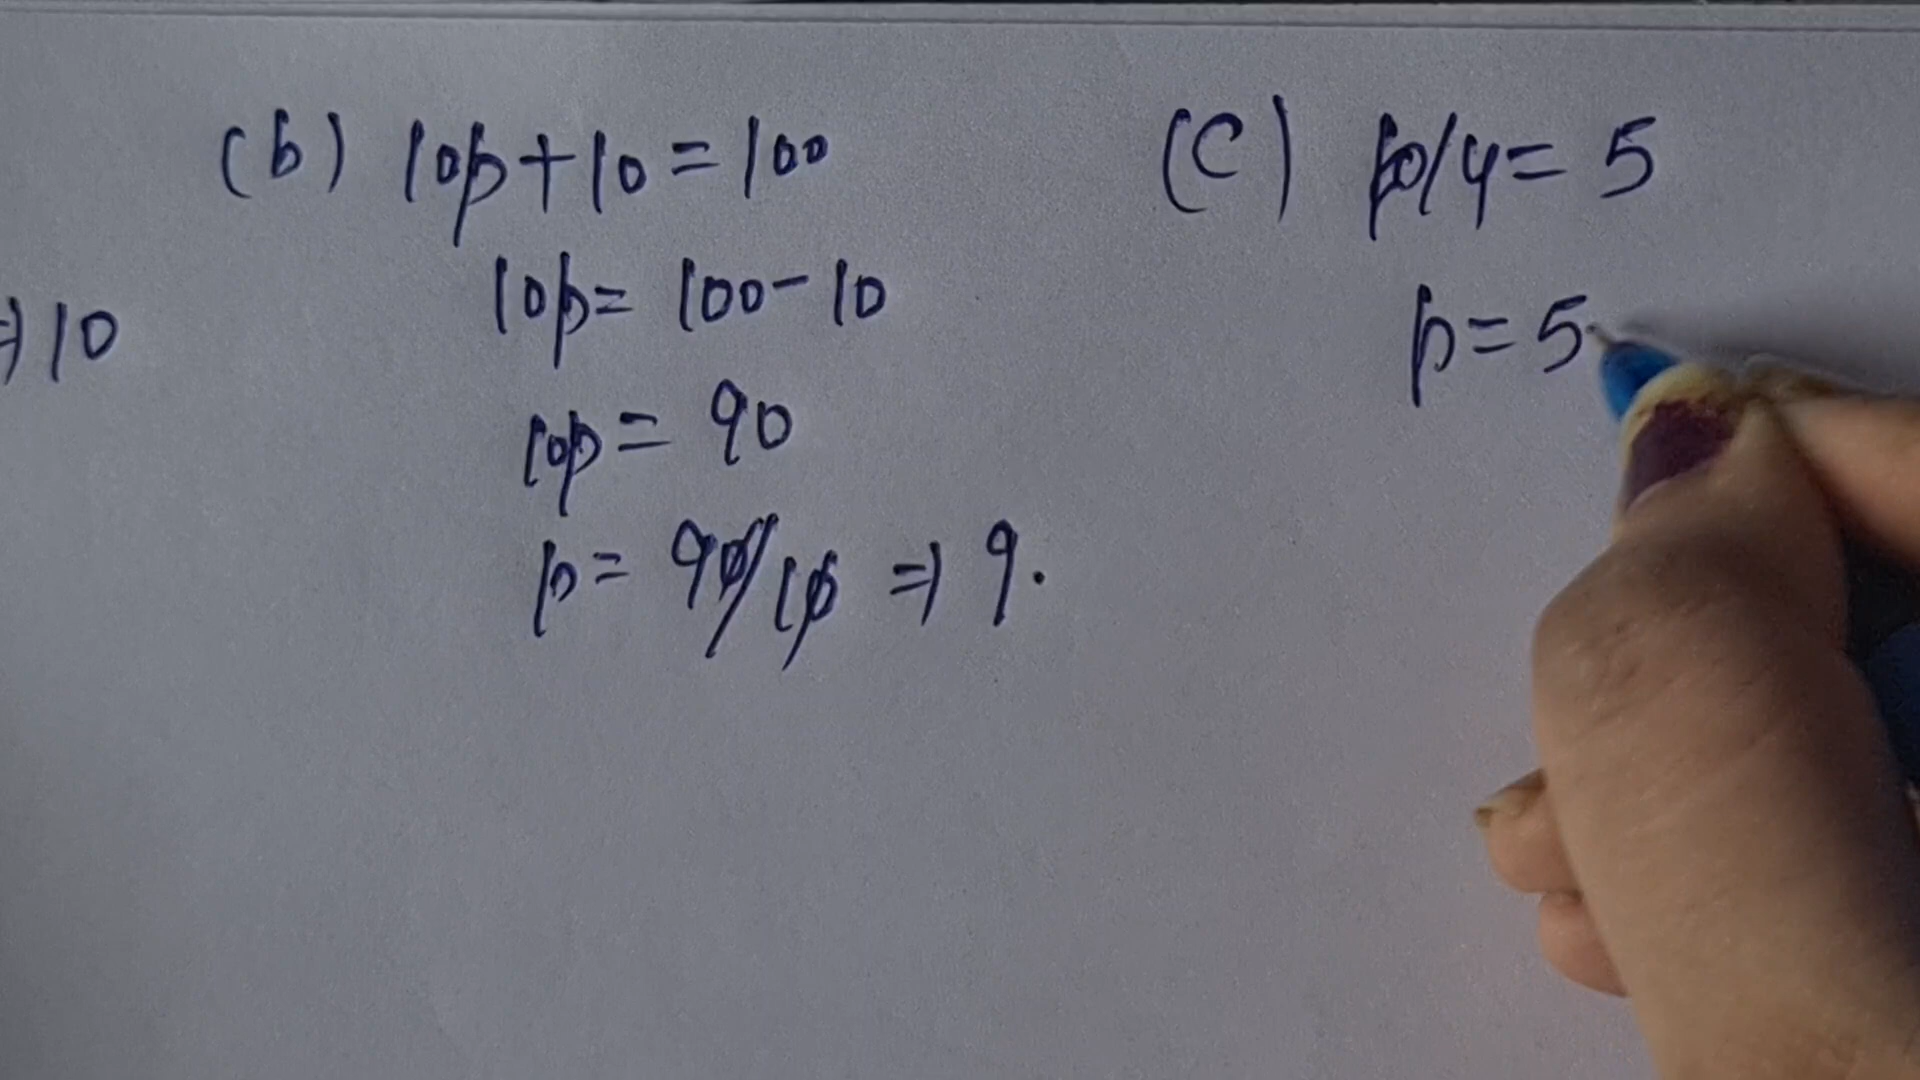 (b) 10p+10=100
10p= 100-10
10p= 90
p= 90/10 ⇒ 9.
(C) p/4= 5
p= 5
⇒ 10